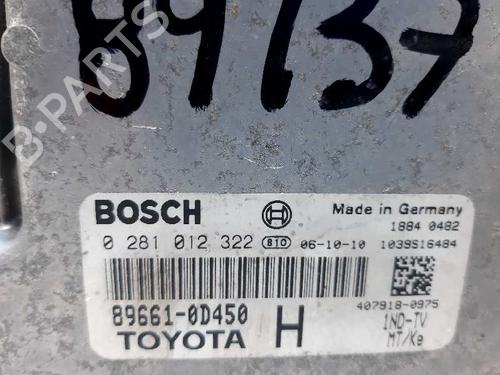 B-PARTS
89137
BOSCH Made in Germany
1884 0482
0 281 012 322 810 06-10-10 1039S16484
407918-0975
89661-0D450 H 1ND-TV
TOYOTA MT/Ke